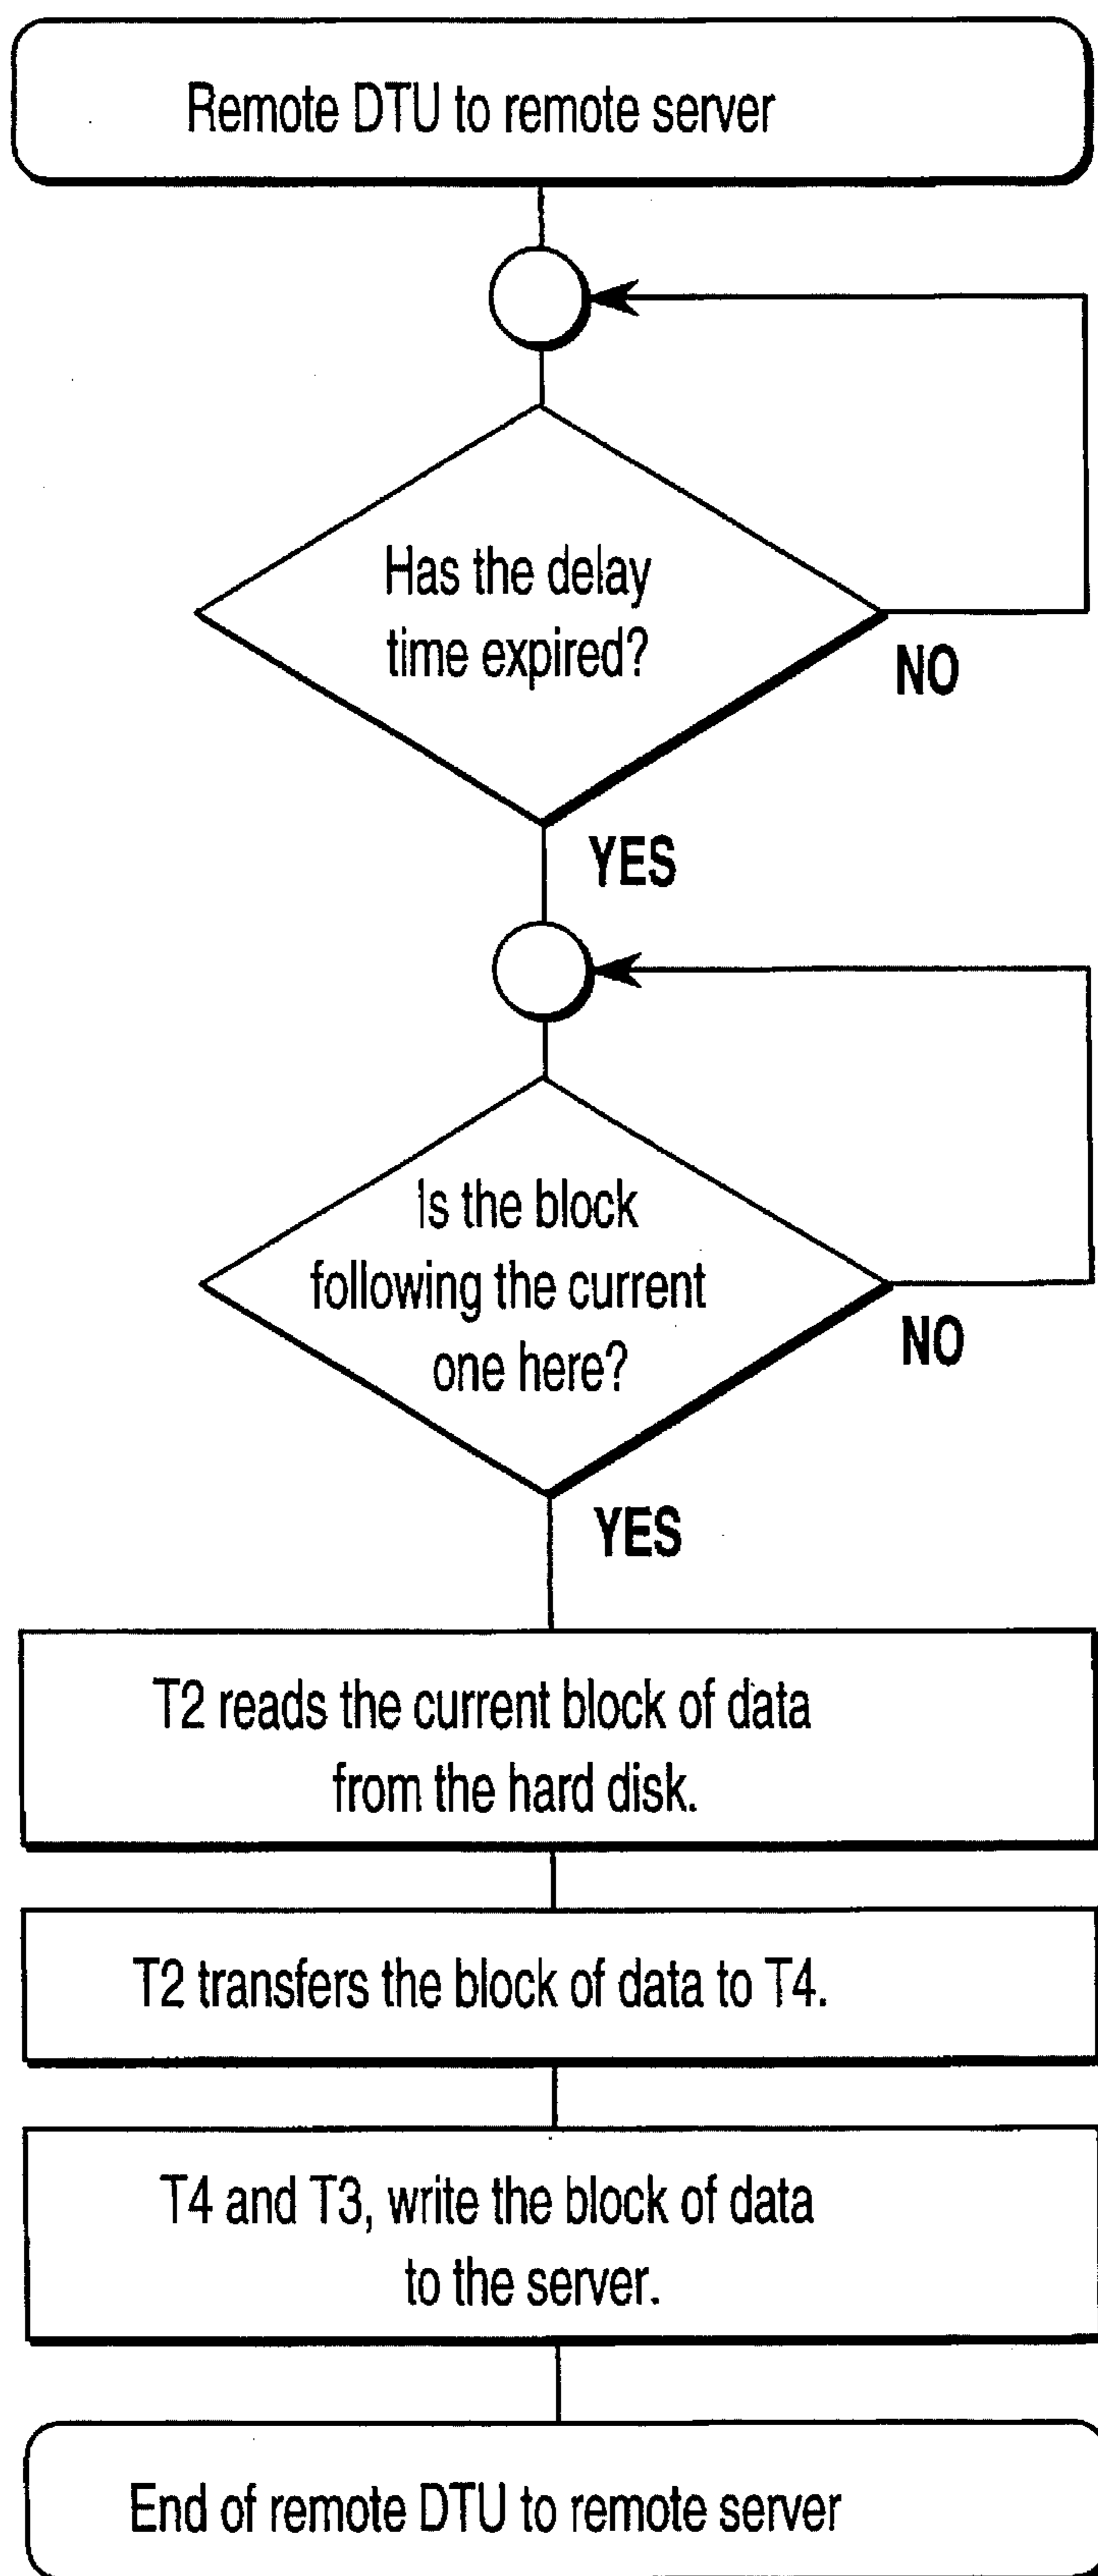 Remote DTU to remote server
Has the delay
time expired?
NO
YES
Is the block
following the current
one here?
NO
YES
T2 reads the current block of data
from the hard disk.
T2 transfers the block of data to T4.
T4 and T3, write the block of data
to the server.
End of remote DTU to remote server